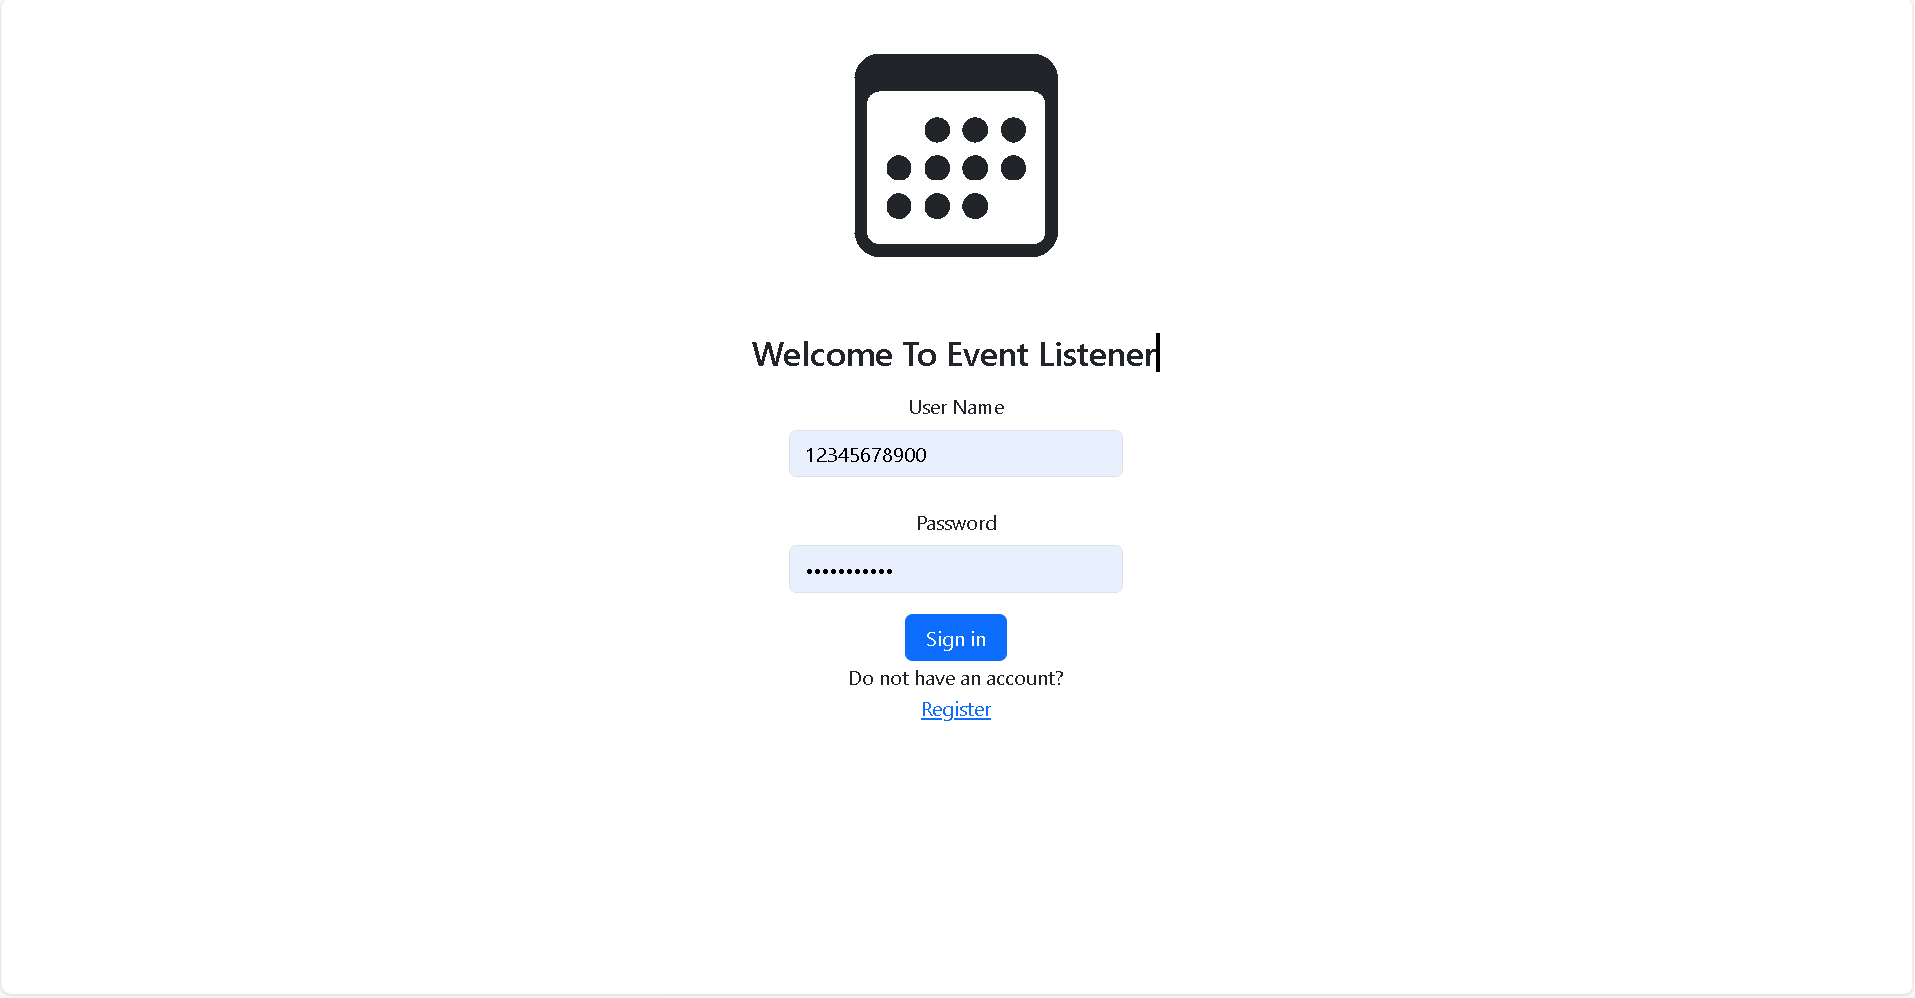 Welcome To Event Listener
User Name
12345678900
Password
•••••••••••
Sign in
Do not have an account?
Register